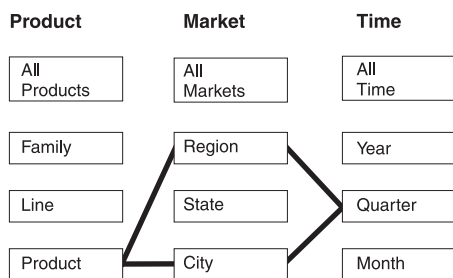 Product Market Time
All All All
Products Markets Time
Family Region Year
Line State Quarter
Product City Month